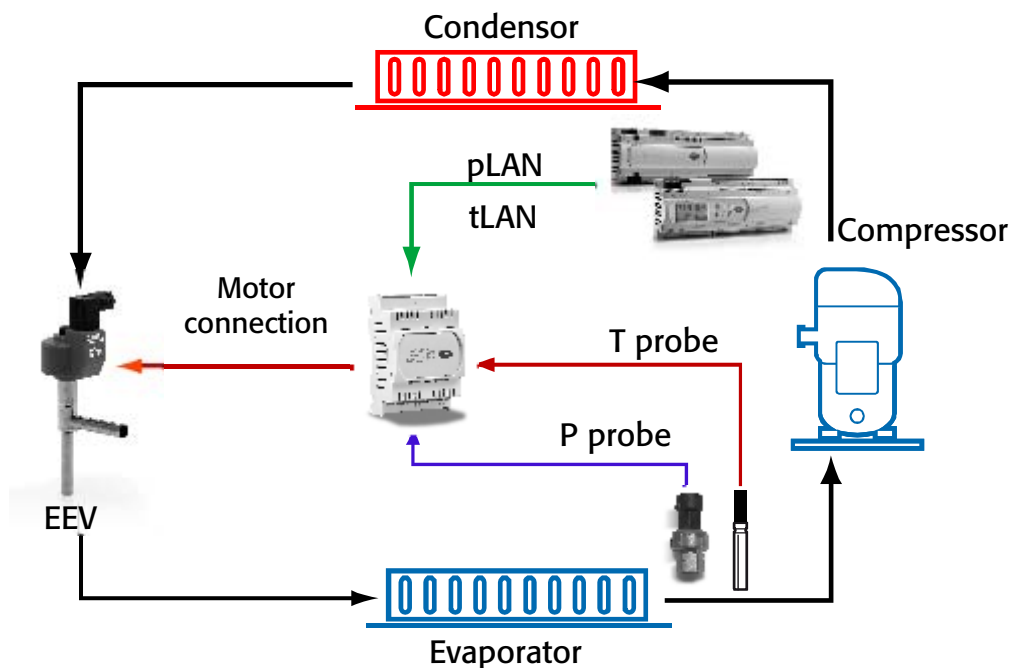 Condensor
pLAN
tLAN
Compressor
Motor
connection
T probe
P probe
EEV
Evaporator